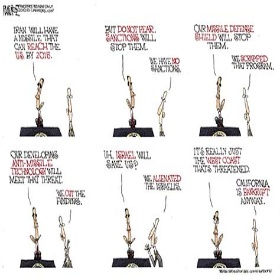 IRAN WILL HAVE
A MISSILE THAT
CAN REACH THE
US BY 2015.
BUT DO NOT FEAR.
SANCTIONS WILL
STOP THEM.
WE HAVE NO
SANCTIONS.
OUR MISSILE DEFENSE
SHIELD WILL STOP
THEM.
WE SCRAPPED
THAT PROGRAM.
OUR DEVELOPING
ANTI-MISSILE
TECHNOLOGY WILL
MEET THAT THREAT.
WE CUT THE
FUNDING.
UH, ISRAEL WILL
SAVE US?
WE ALIENATED
THE ISRAELIS.
IT'S REALLY JUST
THE WEST COAST
THAT'S THREATENED.
CALIFORNIA
IS BANKRUPT
ANYWAY.